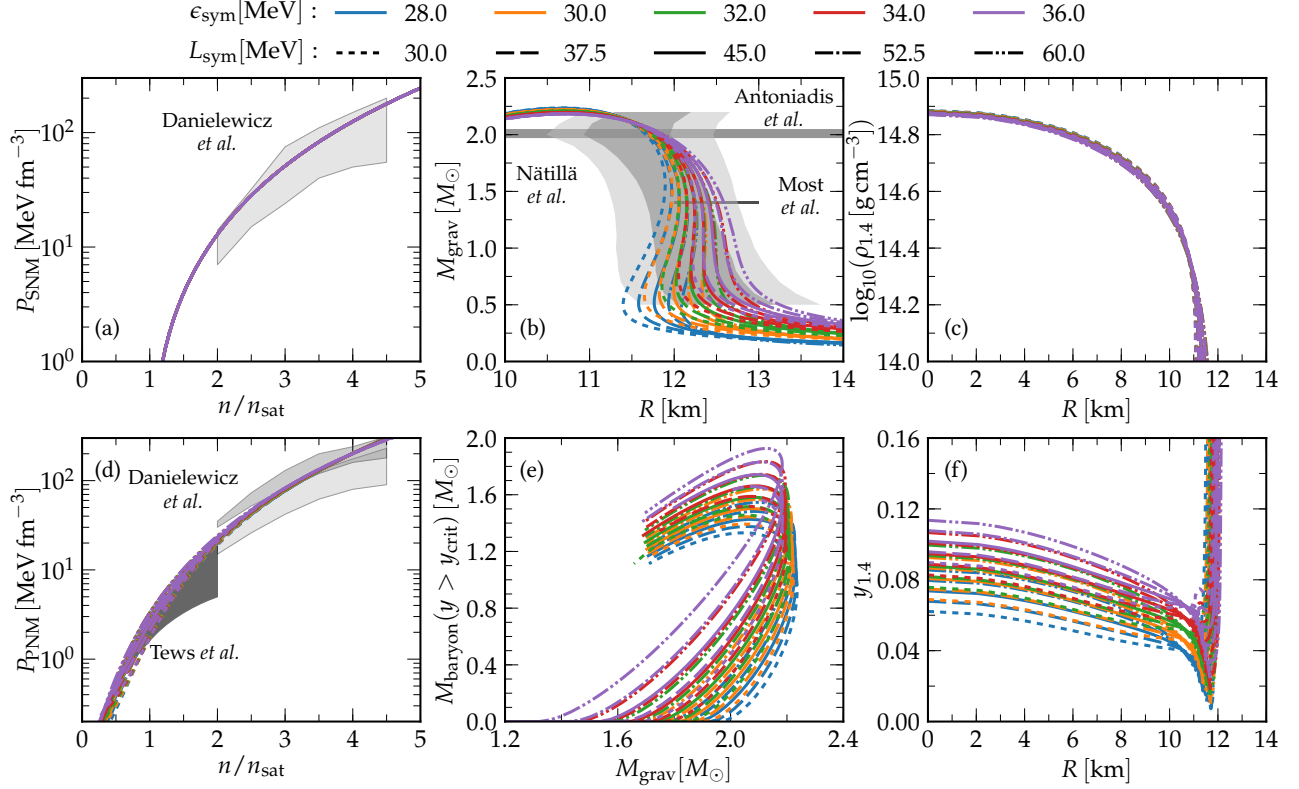 ϵsym[MeV] : 28.0 30.0 32.0 34.0 36.0
Lsym[MeV] : 30.0 37.5 45.0 52.5 60.0
PSNM [MeV fm−3]
10^2
10^1
10^0
Danielewicz
et al.
(a)
0 1 2 3 4 5
n/nsat
Mgrav [M⊙]
2.5
2.0
1.5
1.0
0.5
0.0
Antoniadis
et al.
Nätillä
et al.
Most
et al.
(b)
10 11 12 13 14
R [km]
log10(ρ1.4 [g cm−3])
15.0
14.8
14.6
14.4
14.2
14.0
(c)
0 2 4 6 8 10 12 14
R [km]
PPNM [MeV fm−3]
10^2
10^1
10^0
(d)
Danielewicz
et al.
Tews et al.
0 1 2 3 4 5
n/nsat
Mbaryon(y > ycrit) [M⊙]
2.0
1.6
1.2
0.8
0.4
0.0
(e)
1.2 1.6 2.0 2.4
Mgrav[M⊙]
y1.4
0.16
0.12
0.08
0.04
0.00
(f)
0 2 4 6 8 10 12 14
R [km]